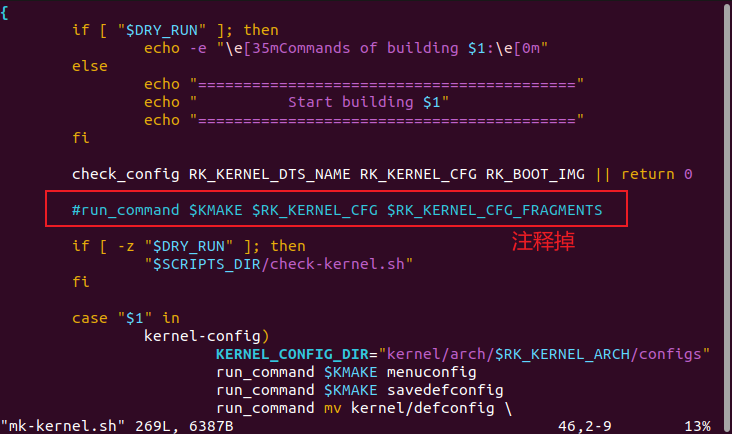 {
if [ "$DRY_RUN" ]; then
echo -e "\e[35mCommands of building $1:\e[0m"
else
echo "=========================================="
echo "          Start building $1"
echo "=========================================="
fi
check_config RK_KERNEL_DTS_NAME RK_KERNEL_CFG RK_BOOT_IMG || return 0
#run_command $KMAKE $RK_KERNEL_CFG $RK_KERNEL_CFG_FRAGMENTS
注释掉
if [ -z "$DRY_RUN" ]; then
"$SCRIPTS_DIR/check-kernel.sh"
fi
case "$1" in
kernel-config)
KERNEL_CONFIG_DIR="kernel/arch/$RK_KERNEL_ARCH/configs"
run_command $KMAKE menuconfig
run_command $KMAKE savedefconfig
run_command mv kernel/defconfig \
"mk-kernel.sh" 269L, 6387B 46,2-9 13%